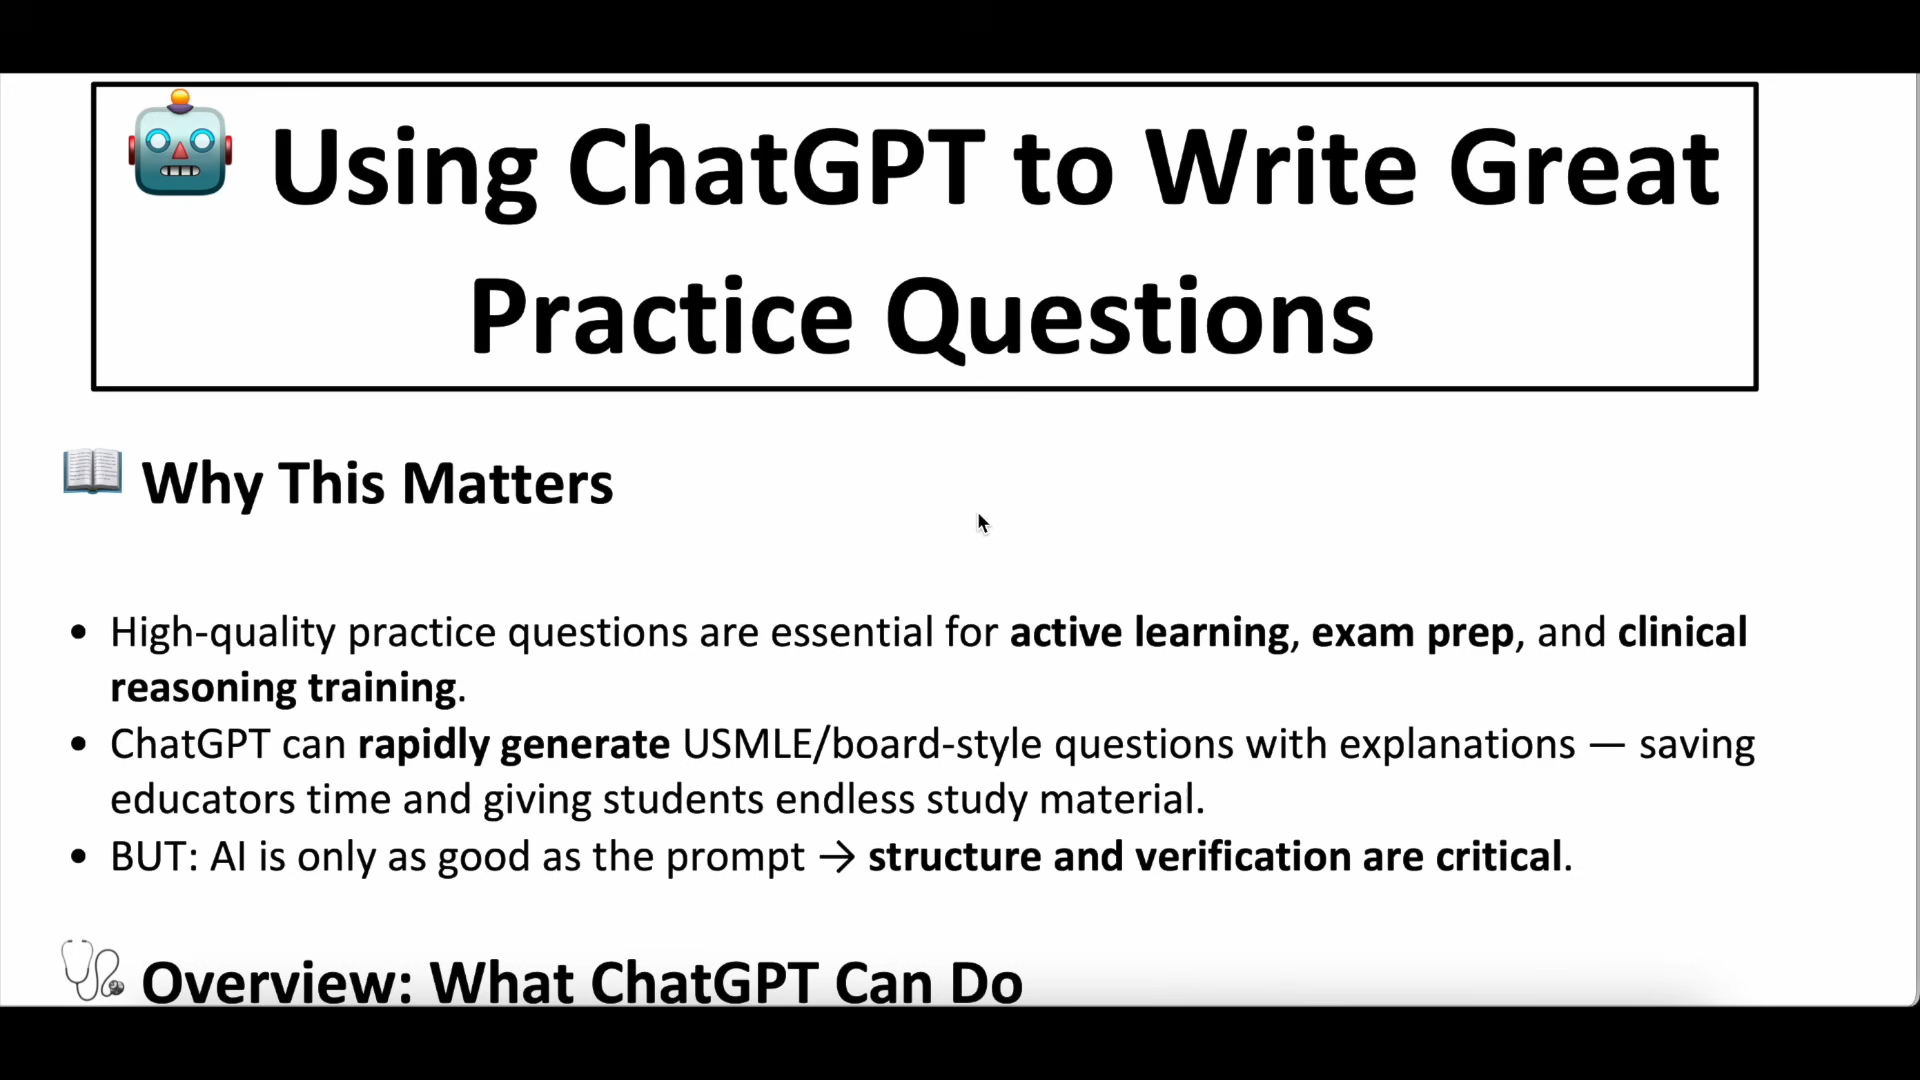 🤖 Using ChatGPT to Write Great
Practice Questions
📖 Why This Matters
• High-quality practice questions are essential for active learning, exam prep, and clinical
reasoning training.
• ChatGPT can rapidly generate USMLE/board-style questions with explanations — saving
educators time and giving students endless study material.
• BUT: AI is only as good as the prompt → structure and verification are critical.
🩺 Overview: What ChatGPT Can Do